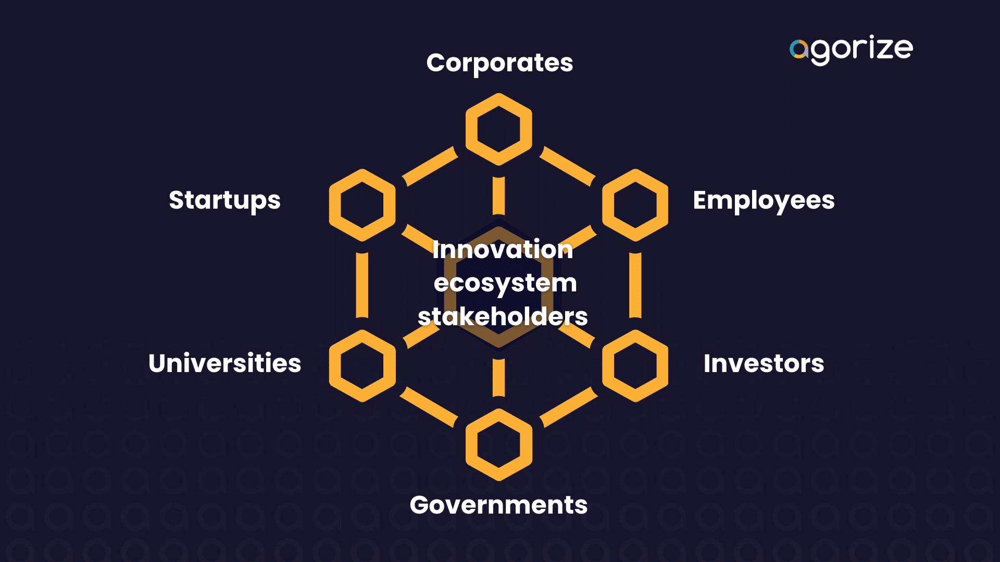 agorize
Corporates
Startups
Employees
Innovation
ecosystem
stakeholders
Universities
Investors
Governments